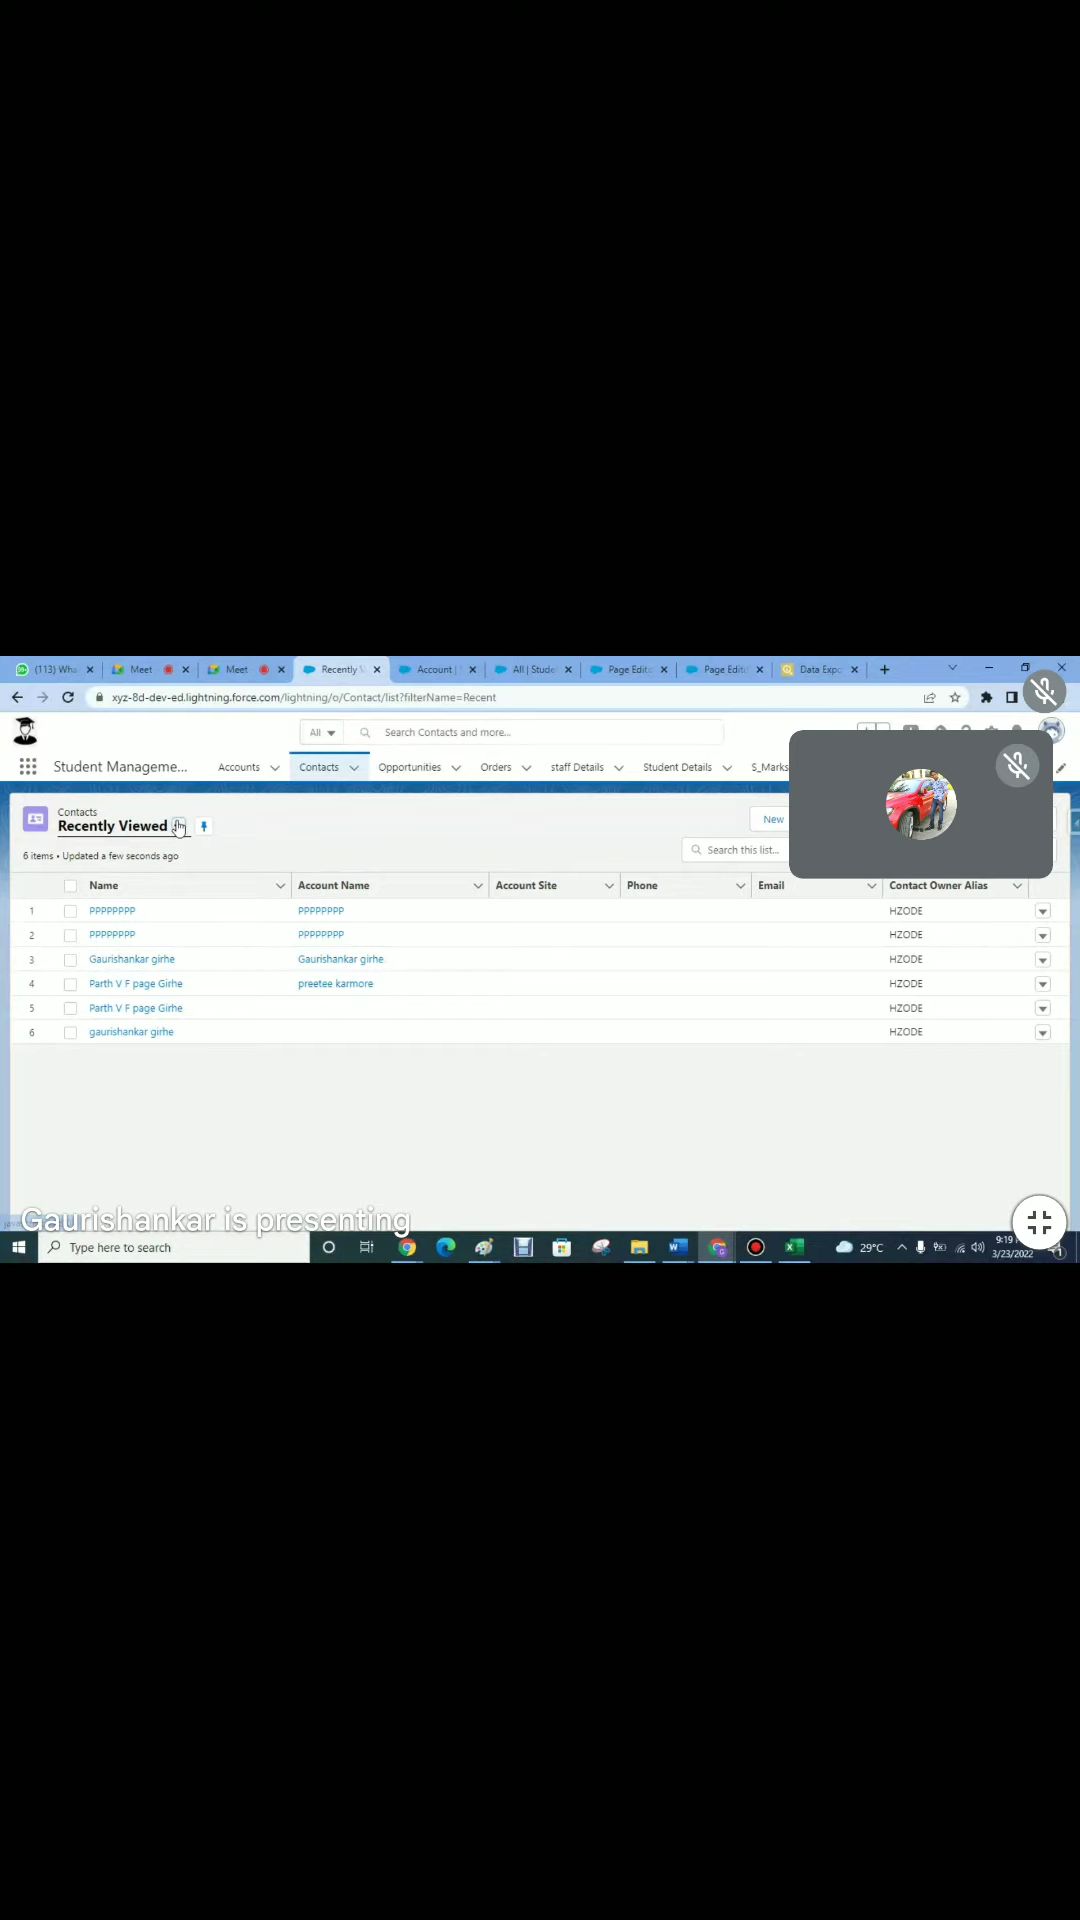 (113) Wha Meet Meet Recently Account | All | Stude Page Edit Page Edit Data Expo
xyz-8d-dev-ed.lightning.force.com/lightning/o/Contact/list?filterName=Recent
All Search Contacts and more...
Student Manageme... Accounts Contacts Opportunities Orders staff Details Student Details S_Marks
Contacts
Recently Viewed
New
6 items • Updated a few seconds ago
Search this list...
Name Account Name Account Site Phone Email Contact Owner Alias
1 PPPPPPPP PPPPPPPP HZODE
2 PPPPPPPP PPPPPPPP HZODE
3 Gaurishankar girhe Gaurishankar girhe HZODE
4 Parth V F page Girhe preetee karmore HZODE
5 Parth V F page Girhe HZODE
6 gaurishankar girhe HZODE
Gaurishankar is presenting
Type here to search
29°C
9:19
3/23/2022